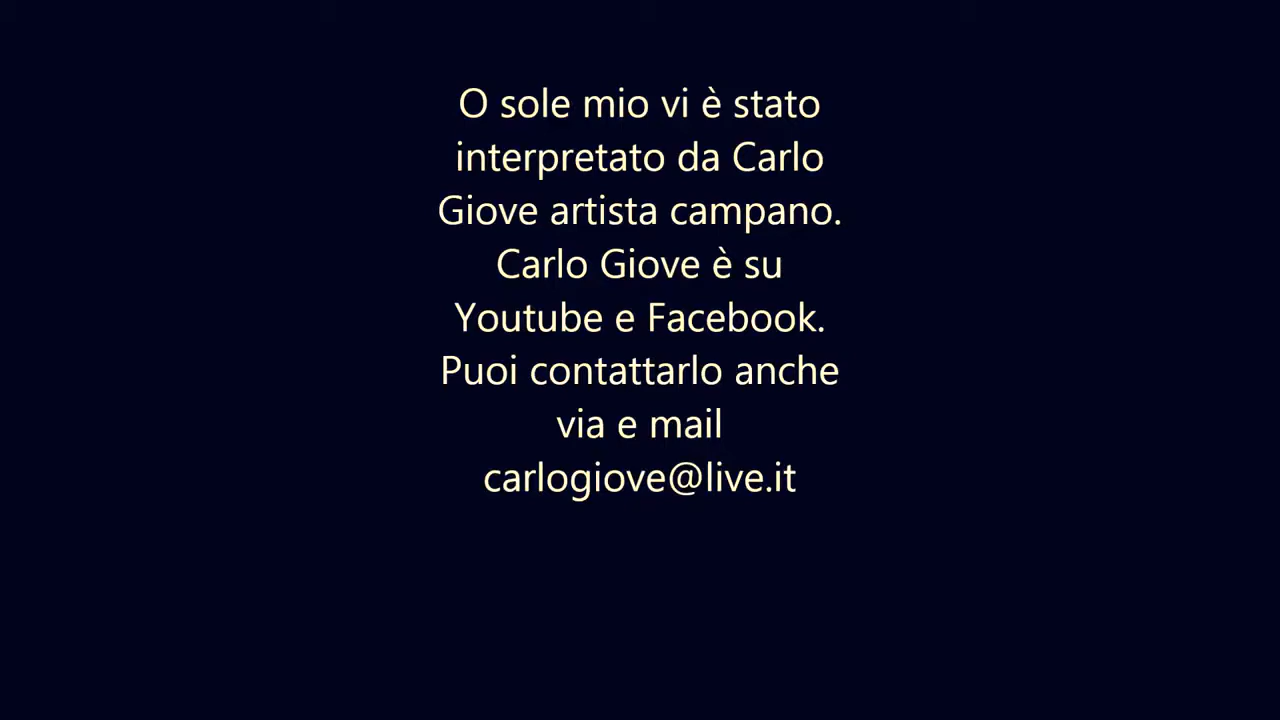 O sole mio vi è stato
interpretato da Carlo
Giove artista campano.
Carlo Giove è su
Youtube e Facebook.
Puoi contattarlo anche
via e mail
carlogiove@live.it